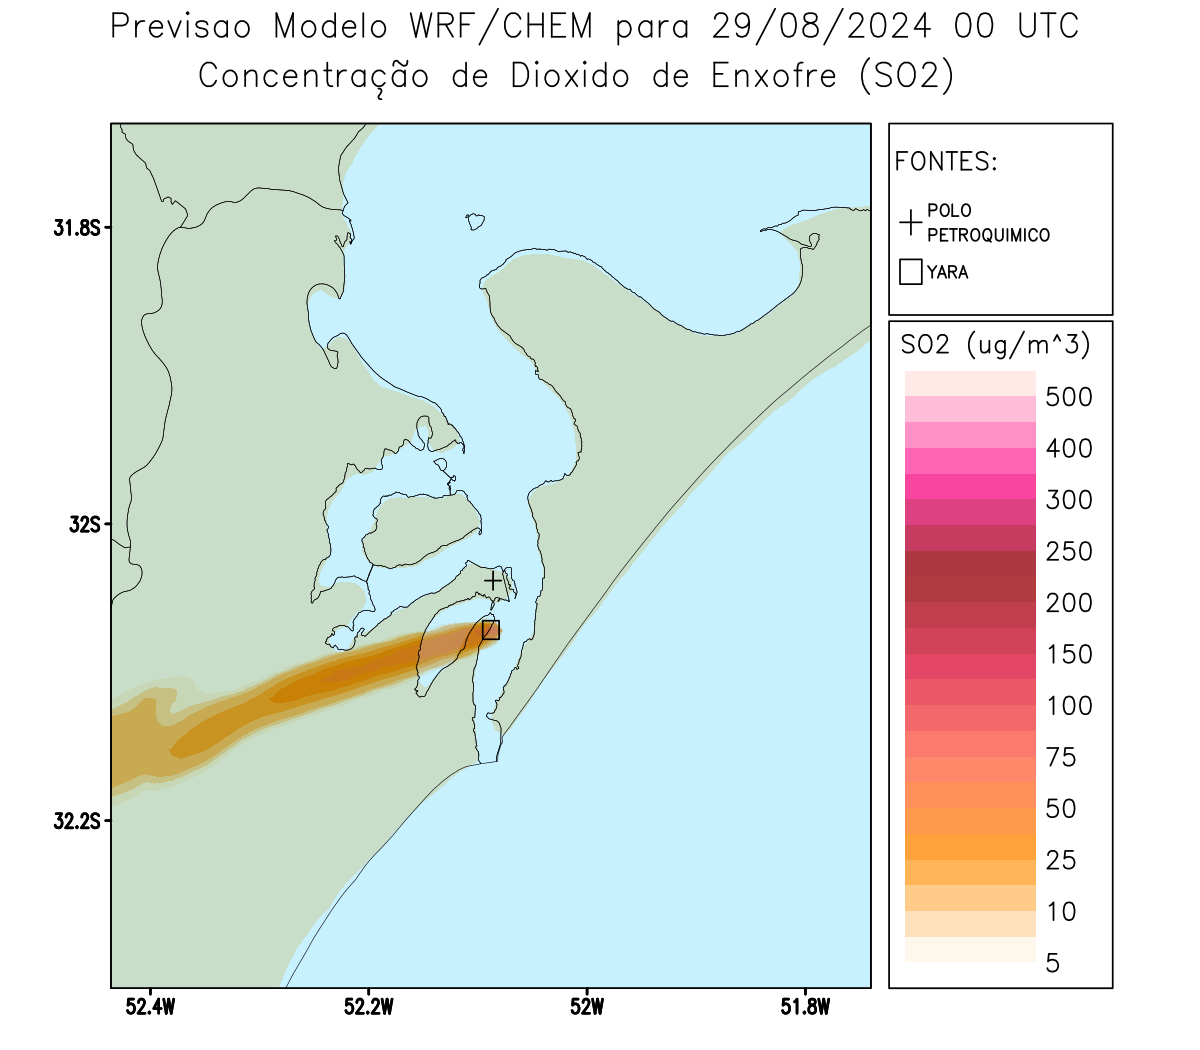 Previsao Modelo WRF/CHEM para 29/08/2024 00 UTC
Concentração de Dioxido de Enxofre (SO2)
FONTES:
POLO
PETROQUIMICO
YARA
SO2 (ug/m^3)
500
400
300
250
200
150
100
75
50
25
10
5
31.8S
32S
32.2S
52.4W
52.2W
52W
51.8W